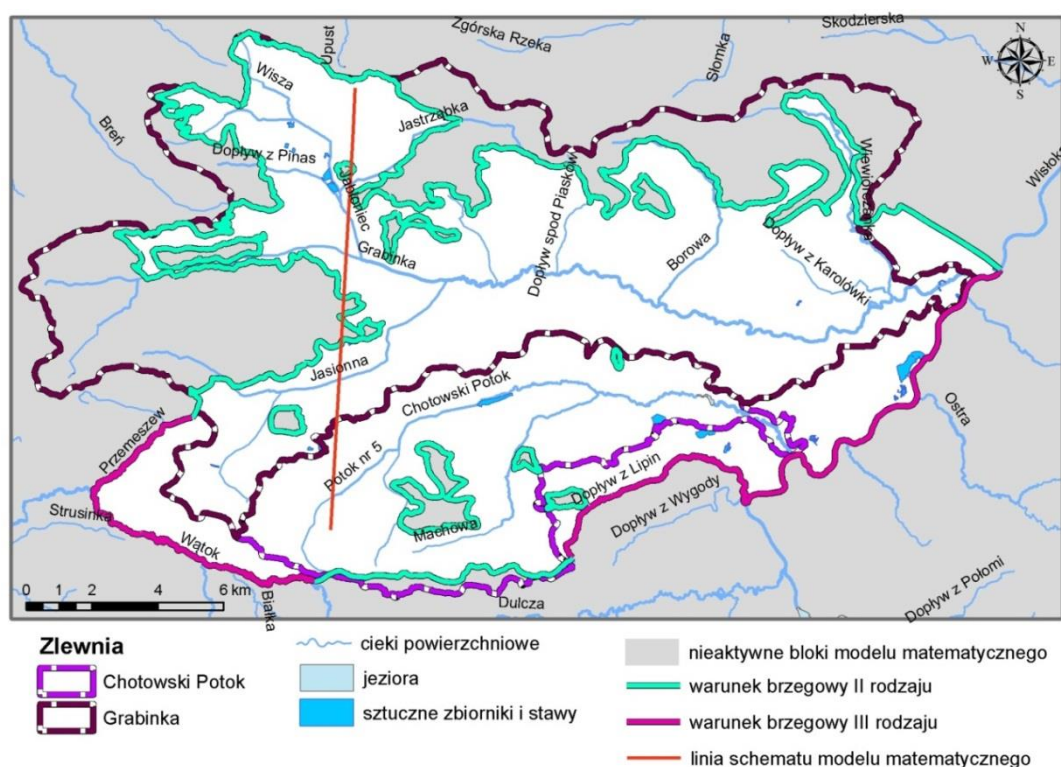 Zgórska Rzeka
Skodzierska
Upust
Słomka
N
W E
S
Wisza
Breń
Jastrząbka
Dopływ z Pinas
Jabłoniec
Dopływ spod Piasków
Wiewiórczanka
Wisłoka
Grabinka
Borowa
Dopływ z Karolówki
Jasionna
Chotowski Potok
Przemeszew
Ostra
Potok nr 5
Dopływ z Lipin
Dopływ z Wygody
Machowa
Strusinka
Wątok
0 1 2 4 6 km
Białka
Dulcza
Dopływ z Połomi
Zlewnia
Chotowski Potok
Grabinka
cieki powierzchniowe
jeziora
sztuczne zbiorniki i stawy
nieaktywne bloki modelu matematycznego
warunek brzegowy II rodzaju
warunek brzegowy III rodzaju
linia schematu modelu matematycznego